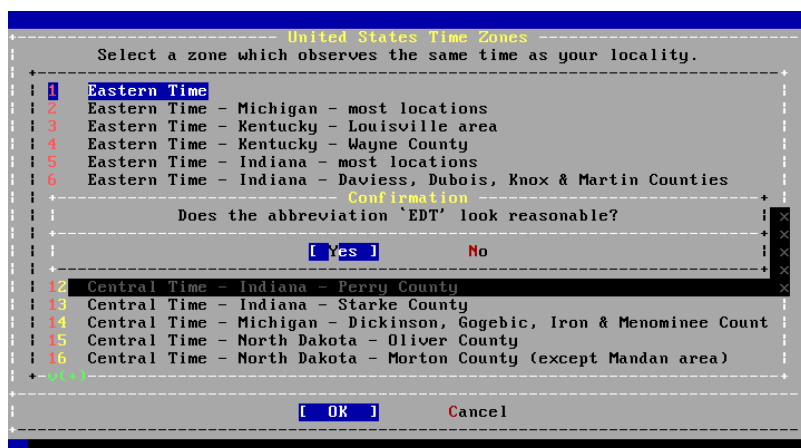 United States Time Zones
Select a zone which observes the same time as your locality.
1 Eastern Time
2 Eastern Time - Michigan - most locations
3 Eastern Time - Kentucky - Louisville area
4 Eastern Time - Kentucky - Wayne County
5 Eastern Time - Indiana - most locations
6 Eastern Time - Indiana - Daviess, Dubois, Knox & Martin Counties
Confirmation
Does the abbreviation `EDT' look reasonable?
[ Yes ] No
12 Central Time - Indiana - Perry County
13 Central Time - Indiana - Starke County
14 Central Time - Michigan - Dickinson, Gogebic, Iron & Menominee Count
15 Central Time - North Dakota - Oliver County
16 Central Time - North Dakota - Morton County (except Mandan area)
v(+)
[ OK ] Cancel